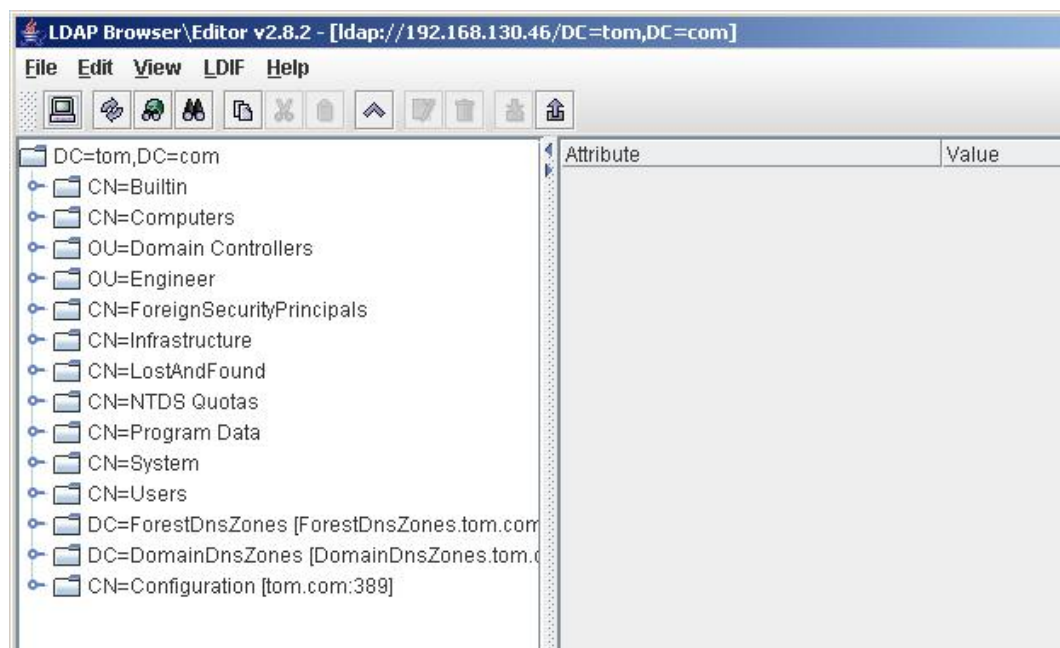 LDAP Browser\Editor v2.8.2 - [ldap://192.168.130.46/DC=tom,DC=com]
File Edit View LDIF Help
Attribute Value
DC=tom,DC=com
CN=Builtin
CN=Computers
OU=Domain Controllers
OU=Engineer
CN=ForeignSecurityPrincipals
CN=Infrastructure
CN=LostAndFound
CN=NTDS Quotas
CN=Program Data
CN=System
CN=Users
DC=ForestDnsZones [ForestDnsZones.tom.com
DC=DomainDnsZones [DomainDnsZones.tom.c
CN=Configuration [tom.com:389]